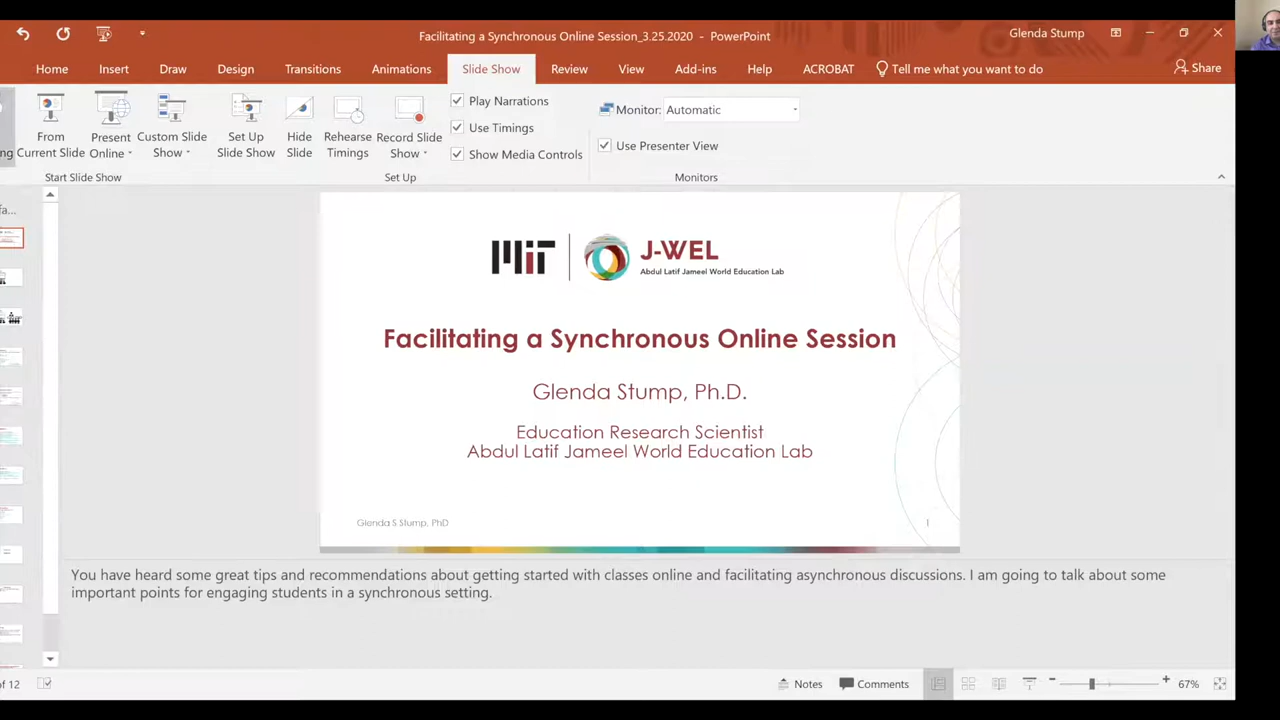 Facilitating a Synchronous Online Session_3.25.2020 - PowerPoint
Glenda Stump
Home Insert Draw Design Transitions Animations Slide Show Review View Add-ins Help ACROBAT Tell me what you want to do Share
From Current Slide
Present Online
Custom Slide Show
Set Up Slide Show
Hide Slide
Rehearse Timings
Record Slide Show
Play Narrations
Use Timings
Show Media Controls
Monitor: Automatic
Use Presenter View
Start Slide Show
Set Up
Monitors
MIT
J-WEL
Abdul Latif Jameel World Education Lab
Facilitating a Synchronous Online Session
Glenda Stump, Ph.D.
Education Research Scientist
Abdul Latif Jameel World Education Lab
Glenda S Stump, PhD
1
You have heard some great tips and recommendations about getting started with classes online and facilitating asynchronous discussions. I am going to talk about some
important points for engaging students in a synchronous setting.
of 12
Notes Comments 67%